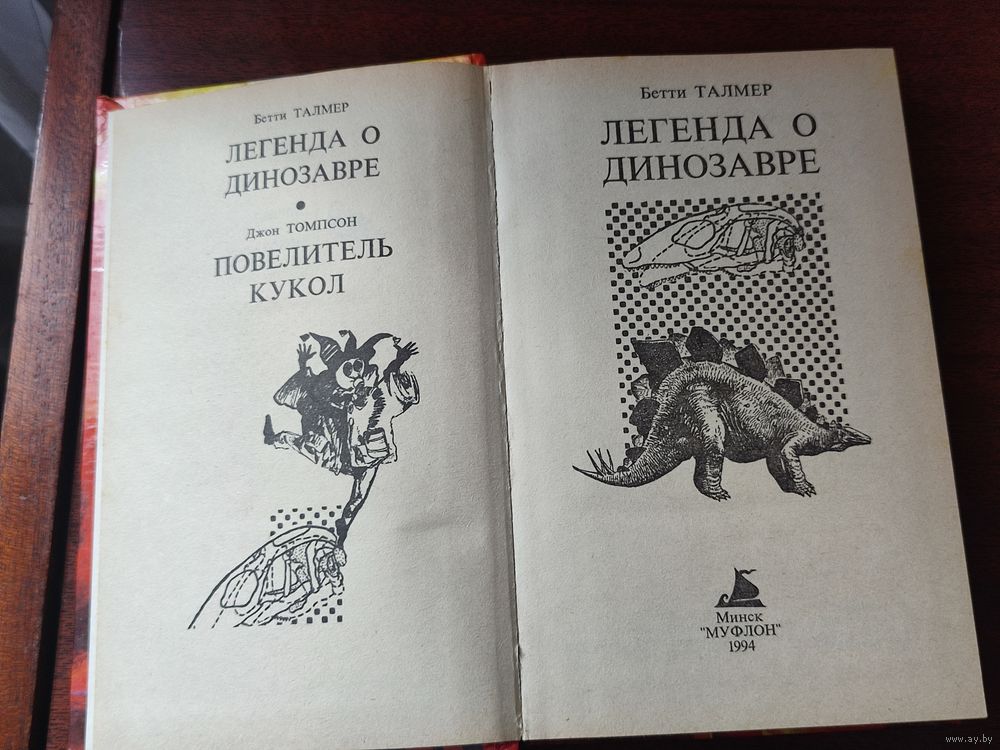 Бетти ТАЛМЕР
ЛЕГЕНДА О
ДИНОЗАВРЕ
•
Джон ТОМПСОН
ПОВЕЛИТЕЛЬ
КУКОЛ
Бетти ТАЛМЕР
ЛЕГЕНДА О
ДИНОЗАВРЕ
Минск
"МУФЛОН"
1994
www.ay.by